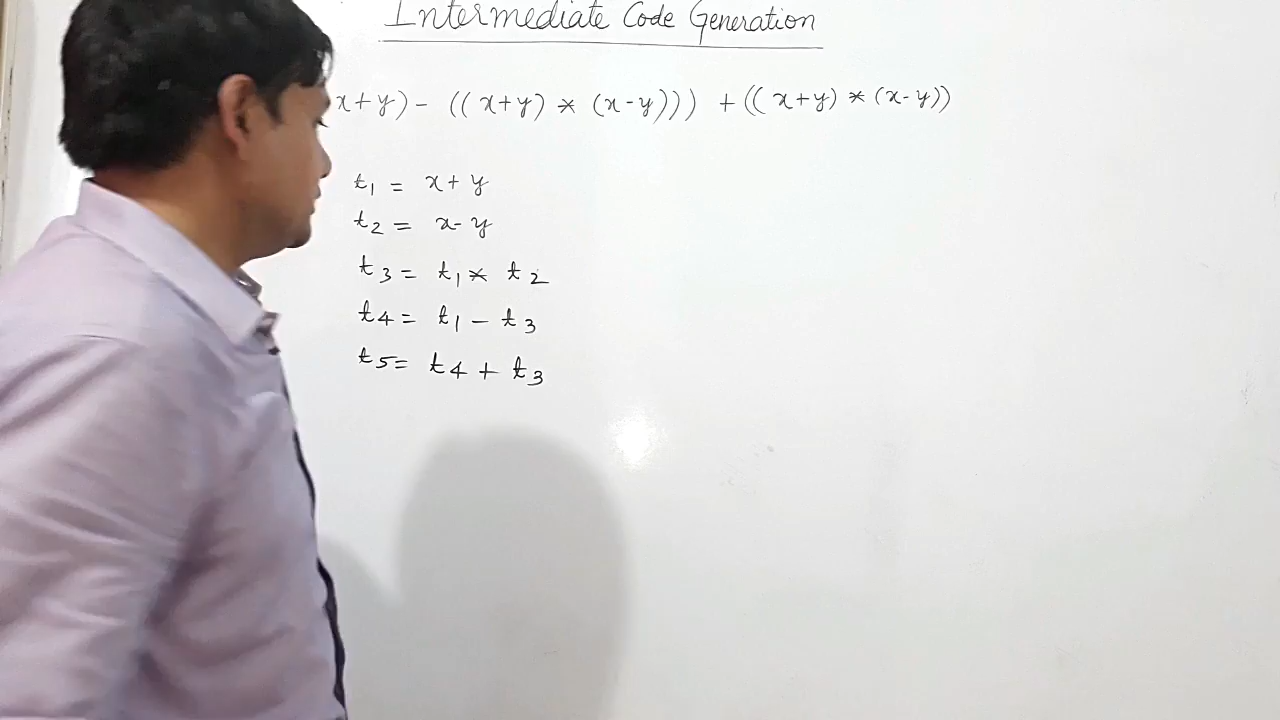 Intermediate Code Generation
x+y) - ((x+y) * (x-y))) + ((x+y) * (x-y))
t1 = x+y
t2 = x-y
t3 = t1 * t2
t4 = t1 - t3
t5 = t4 + t3